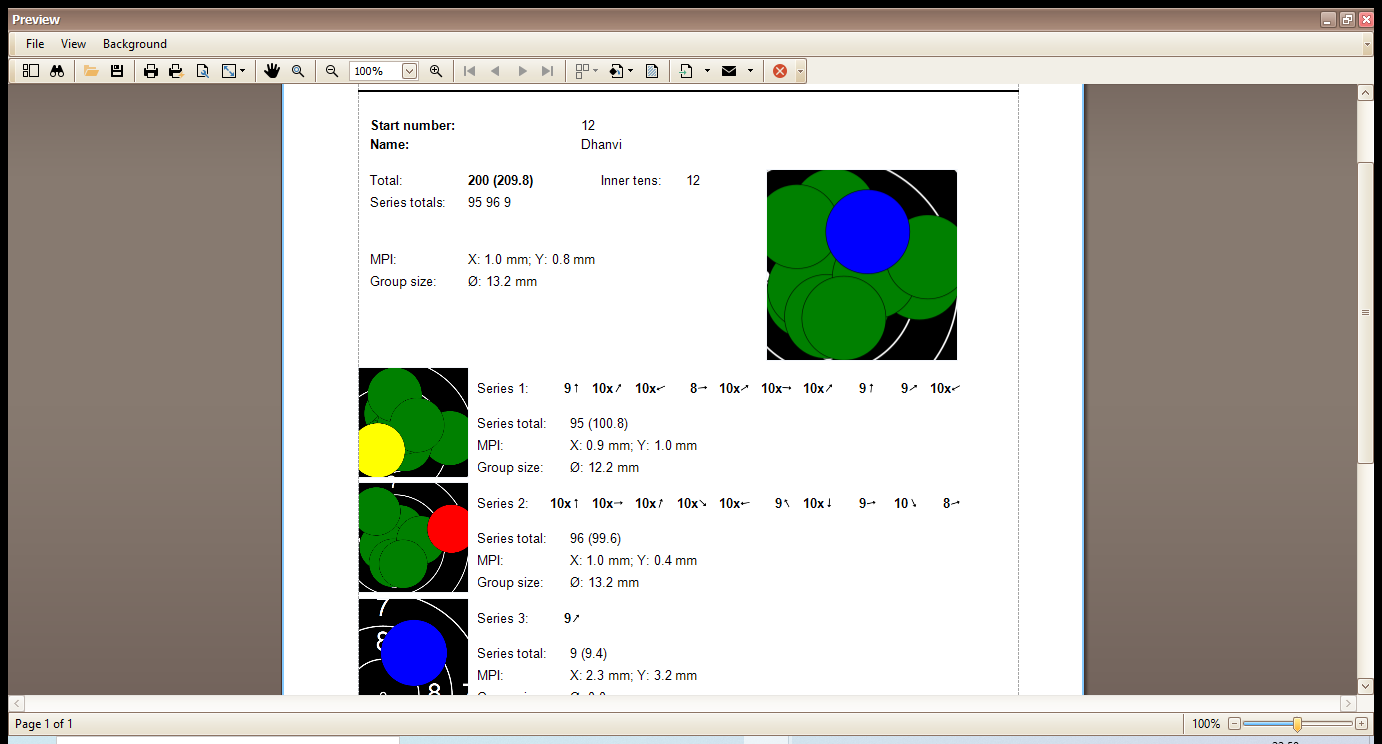 Preview
File View Background
100%
Start number: 12
Name: Dhanvi
Total: 200 (209.8) Inner tens: 12
Series totals: 95 96 9
MPI: X: 1.0 mm; Y: 0.8 mm
Group size: Ø: 13.2 mm
Series 1: 9↑ 10x↗ 10x← 8→ 10x↗ 10x→ 10x↗ 9↑ 9↗ 10x←
Series total: 95 (100.8)
MPI: X: 0.9 mm; Y: 1.0 mm
Group size: Ø: 12.2 mm
Series 2: 10x↑ 10x→ 10x↑ 10x↘ 10x← 9↖ 10x↓ 9→ 10↘ 8→
Series total: 96 (99.6)
MPI: X: 1.0 mm; Y: 0.4 mm
Group size: Ø: 13.2 mm
7
8
8
Series 3: 9↗
Series total: 9 (9.4)
MPI: X: 2.3 mm; Y: 3.2 mm
Page 1 of 1 100%